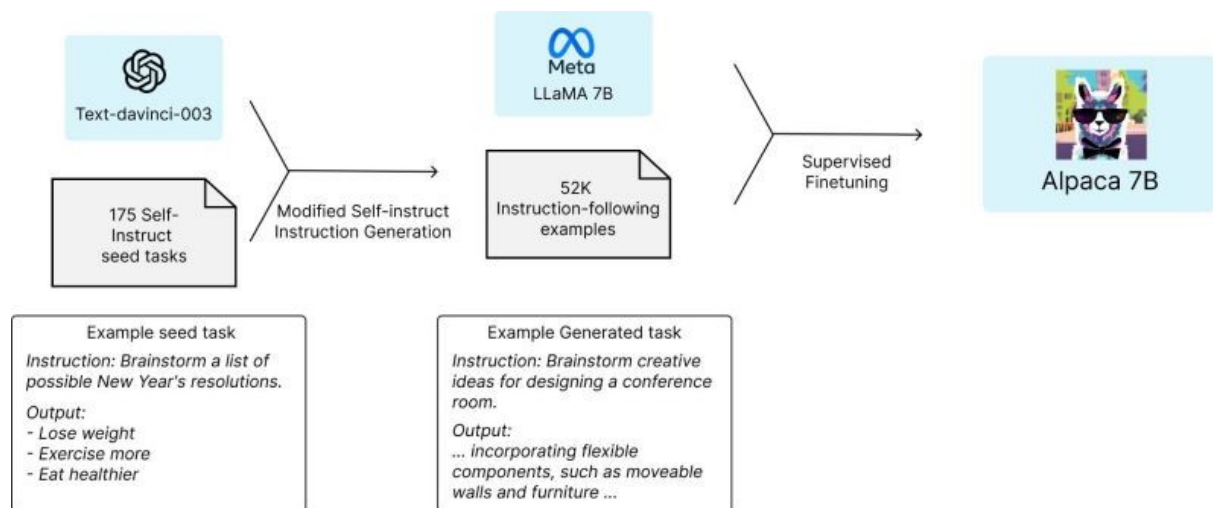 Text-davinci-003
175 Self-
Instruct
seed tasks
Modified Self-instruct
Instruction Generation
Meta
LLaMA 7B
52K
Instruction-following
examples
Supervised
Finetuning
Alpaca 7B
Example seed task
Instruction: Brainstorm a list of
possible New Year's resolutions.
Output:
- Lose weight
- Exercise more
- Eat healthier
Example Generated task
Instruction: Brainstorm creative
ideas for designing a conference
room.
Output:
... incorporating flexible
components, such as moveable
walls and furniture ...